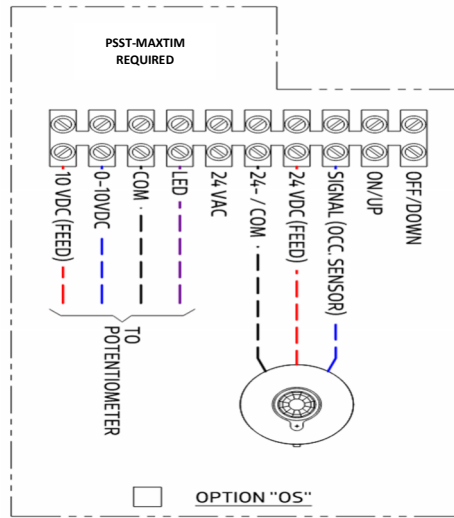 PSST-MAXTIM
REQUIRED
10 VDC (FEED)
0-10VDC
COM
LED
24 VAC
24- / COM
24 VDC (FEED)
SIGNAL (OCC. SENSOR)
ON/UP
OFF/DOWN
TO
POTENTIOMETER
OPTION "OS"